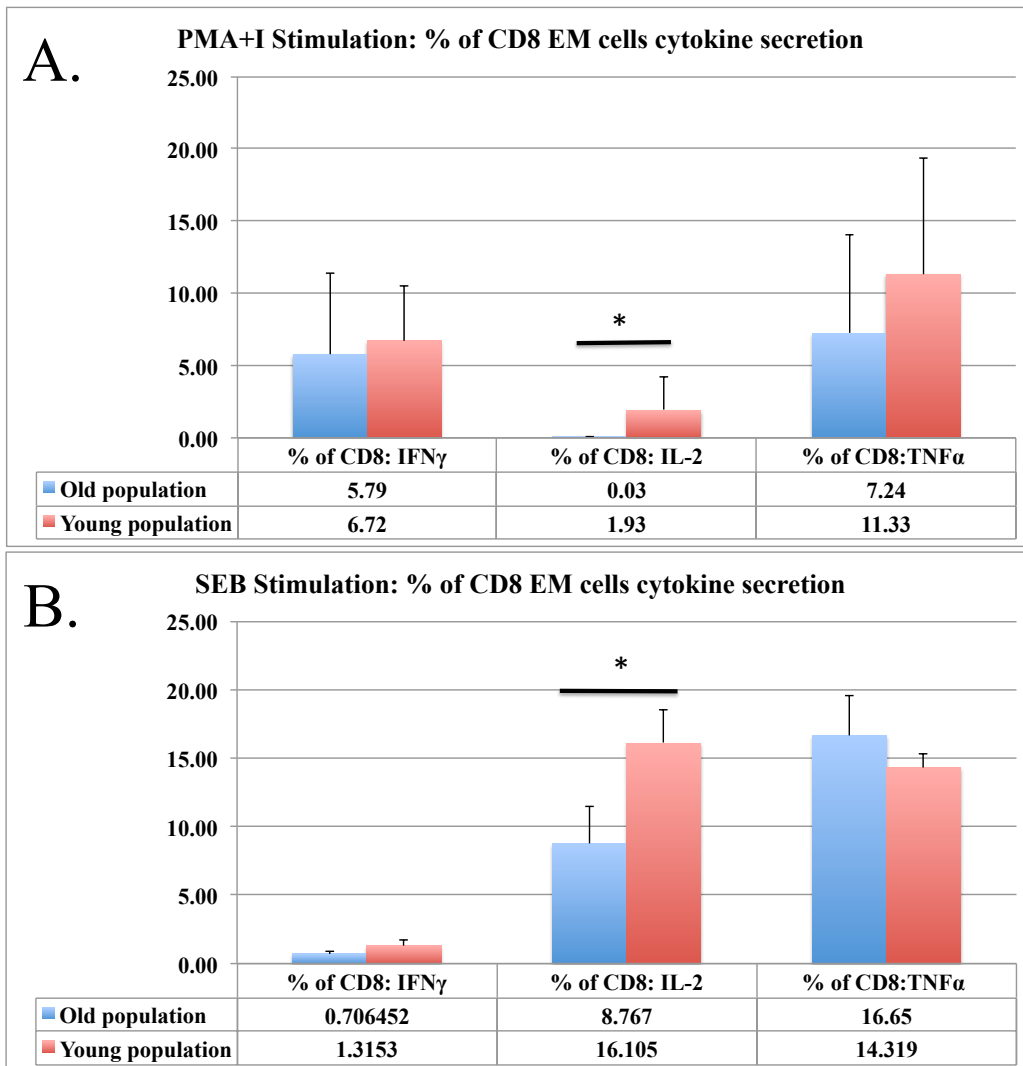 A.
PMA+I Stimulation: % of CD8 EM cells cytokine secretion
25.00
20.00
15.00
10.00
5.00
0.00
*
% of CD8: IFNγ % of CD8: IL-2 % of CD8:TNFα
Old population 5.79 0.03 7.24
Young population 6.72 1.93 11.33
B.
SEB Stimulation: % of CD8 EM cells cytokine secretion
25.00
20.00
15.00
10.00
5.00
0.00
*
% of CD8: IFNγ % of CD8: IL-2 % of CD8:TNFα
Old population 0.706452 8.767 16.65
Young population 1.3153 16.105 14.319